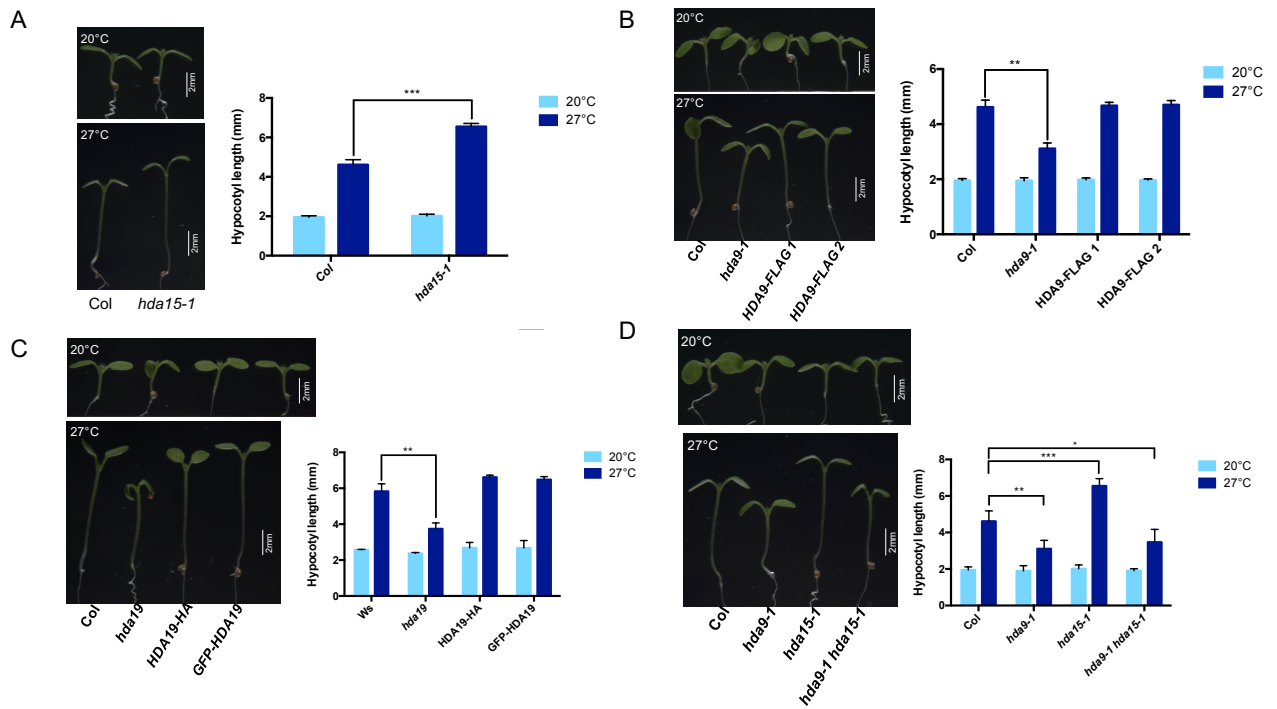 A
20°C
2mm
27°C
2mm
Col hda15-1
Hypocotyl length (mm)
8
6
4
2
0
***
Col
hda15-1
20°C
27°C
B
20°C
2mm
27°C
2mm
Col
hda9-1
HDA9-FLAG 1
HDA9-FLAG 2
Hypocotyl length (mm)
6
4
2
0
**
Col
hda9-1
HDA9-FLAG 1
HDA9-FLAG 2
20°C
27°C
C
20°C
2mm
27°C
2mm
Col
hda19
HDA19-HA
GFP-HDA19
Hypocotyl length (mm)
8
6
4
2
0
**
Ws
hda19
HDA19-HA
GFP-HDA19
20°C
27°C
D
20°C
2mm
27°C
2mm
Col
hda9-1
hda15-1
hda9-1 hda15-1
Hypocotyl length (mm)
8
6
4
2
0
*
***
**
Col
hda9-1
hda15-1
hda9-1 hda15-1
20°C
27°C